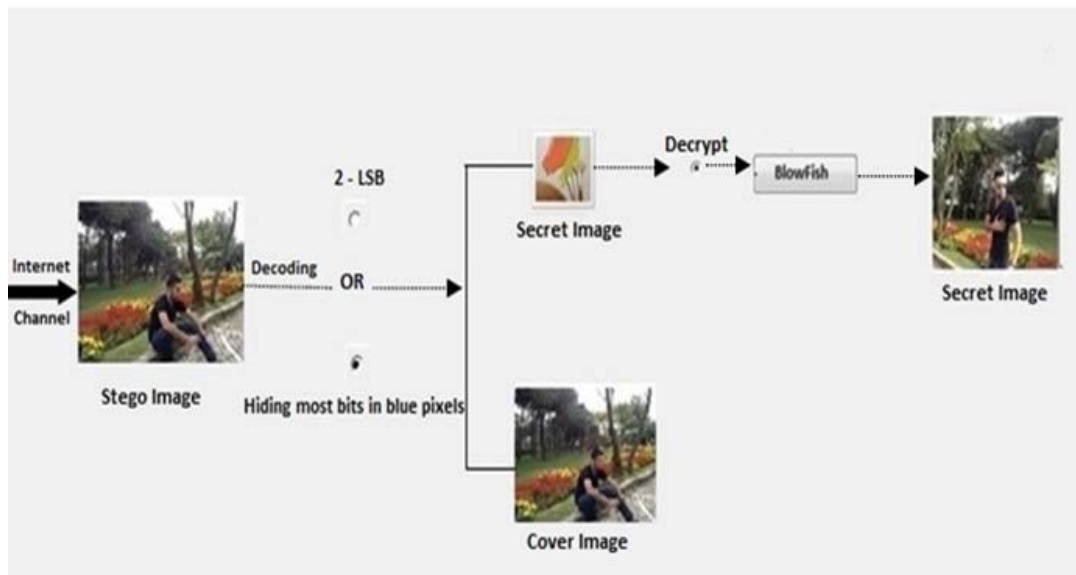 Internet
Channel
Stego Image
Decoding
2 - LSB
OR
Hiding most bits in blue pixels
Secret Image
Decrypt
BlowFish
Secret Image
Cover Image